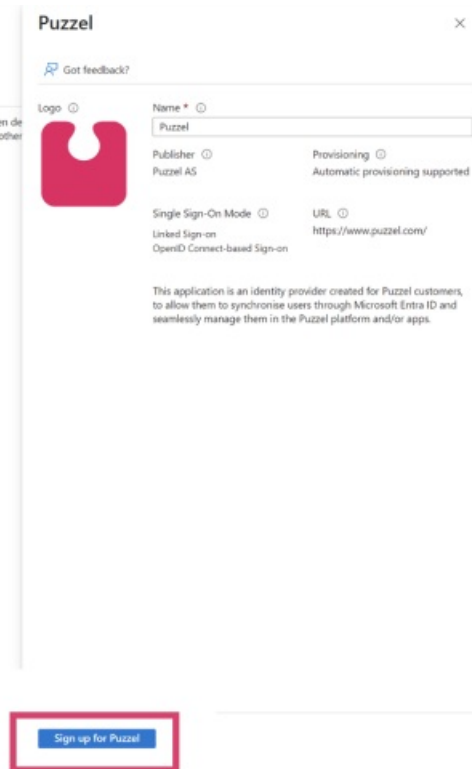 Puzzel
Got feedback?
Logo
Name *
Puzzel
Publisher
Provisioning
Puzzel AS
Automatic provisioning supported
Single Sign-On Mode
URL
Linked Sign-on
https://www.puzzel.com/
OpenID Connect-based Sign-on
This application is an identity provider created for Puzzel customers,
to allow them to synchronise users through Microsoft Entra ID and
seamlessly manage them in the Puzzel platform and/or apps.
Sign up for Puzzel